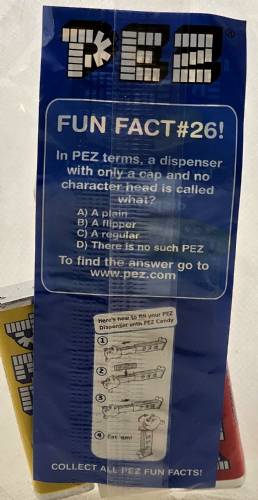 PEZ®
FUN FACT#26!
In PEZ terms, a dispenser
with only a cap and no
character head is called
what?
A) A plain
B) A flipper
C) A regular
D) There is no such PEZ
To find the answer go to
www.pez.com
Here's how to fill your PEZ
Dispenser with PEZ Candy
1
2
3
4 Eat 'em!
COLLECT ALL PEZ FUN FACTS!